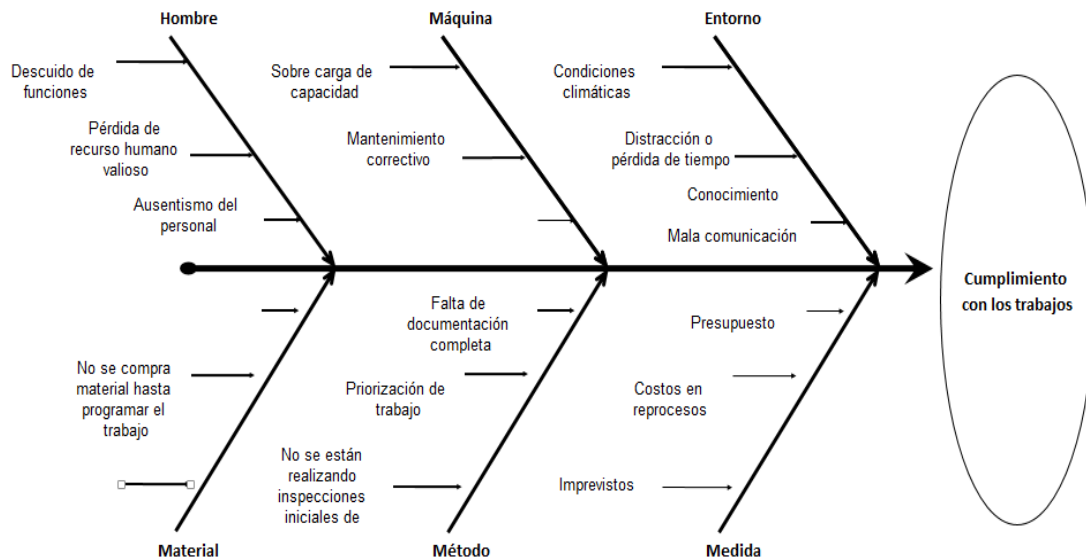 Hombre
Máquina
Entorno
Descuido de
funciones
Sobre carga de
capacidad
Condiciones
climáticas
Pérdida de
recurso humano
valioso
Mantenimiento
correctivo
Distracción o
pérdida de tiempo
Ausentismo del
personal
Conocimiento
Mala comunicación
Cumplimiento
con los trabajos
Falta de
documentación
completa
Presupuesto
No se compra
material hasta
programar el
trabajo
Priorización de
trabajo
Costos en
reprocesos
No se están
realizando
inspecciones
iniciales de
Imprevistos
Material
Método
Medida